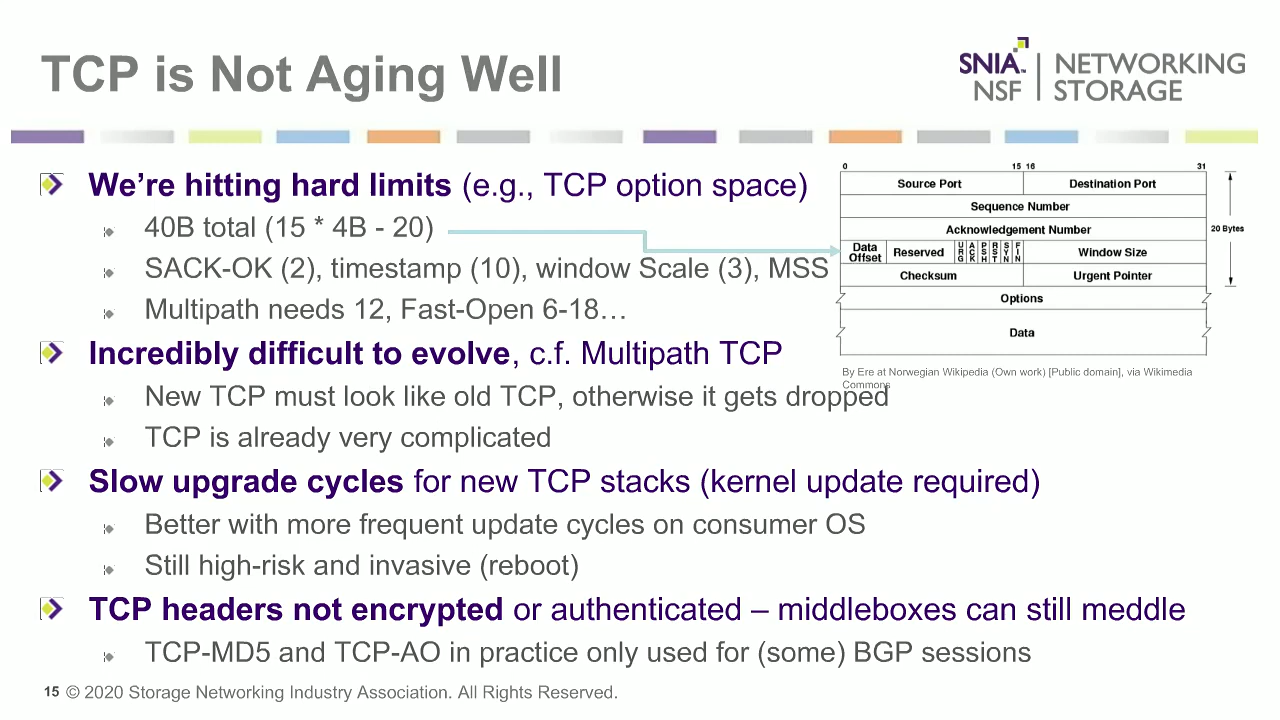 TCP is Not Aging Well
SNIA™ NSF | NETWORKING STORAGE
We’re hitting hard limits (e.g., TCP option space)
40B total (15 * 4B - 20)
SACK-OK (2), timestamp (10), window Scale (3), MSS
Multipath needs 12, Fast-Open 6-18…
0 15 16 31
Source Port Destination Port
Sequence Number
Acknowledgement Number
20 Bytes
Data Offset Reserved URG ACK PSH RST SYN FIN Window Size
Checksum Urgent Pointer
Options
Data
By Ere at Norwegian Wikipedia (Own work) [Public domain], via Wikimedia
Commons
Incredibly difficult to evolve, c.f. Multipath TCP
New TCP must look like old TCP, otherwise it gets dropped
TCP is already very complicated
Slow upgrade cycles for new TCP stacks (kernel update required)
Better with more frequent update cycles on consumer OS
Still high-risk and invasive (reboot)
TCP headers not encrypted or authenticated – middleboxes can still meddle
TCP-MD5 and TCP-AO in practice only used for (some) BGP sessions
15 © 2020 Storage Networking Industry Association. All Rights Reserved.